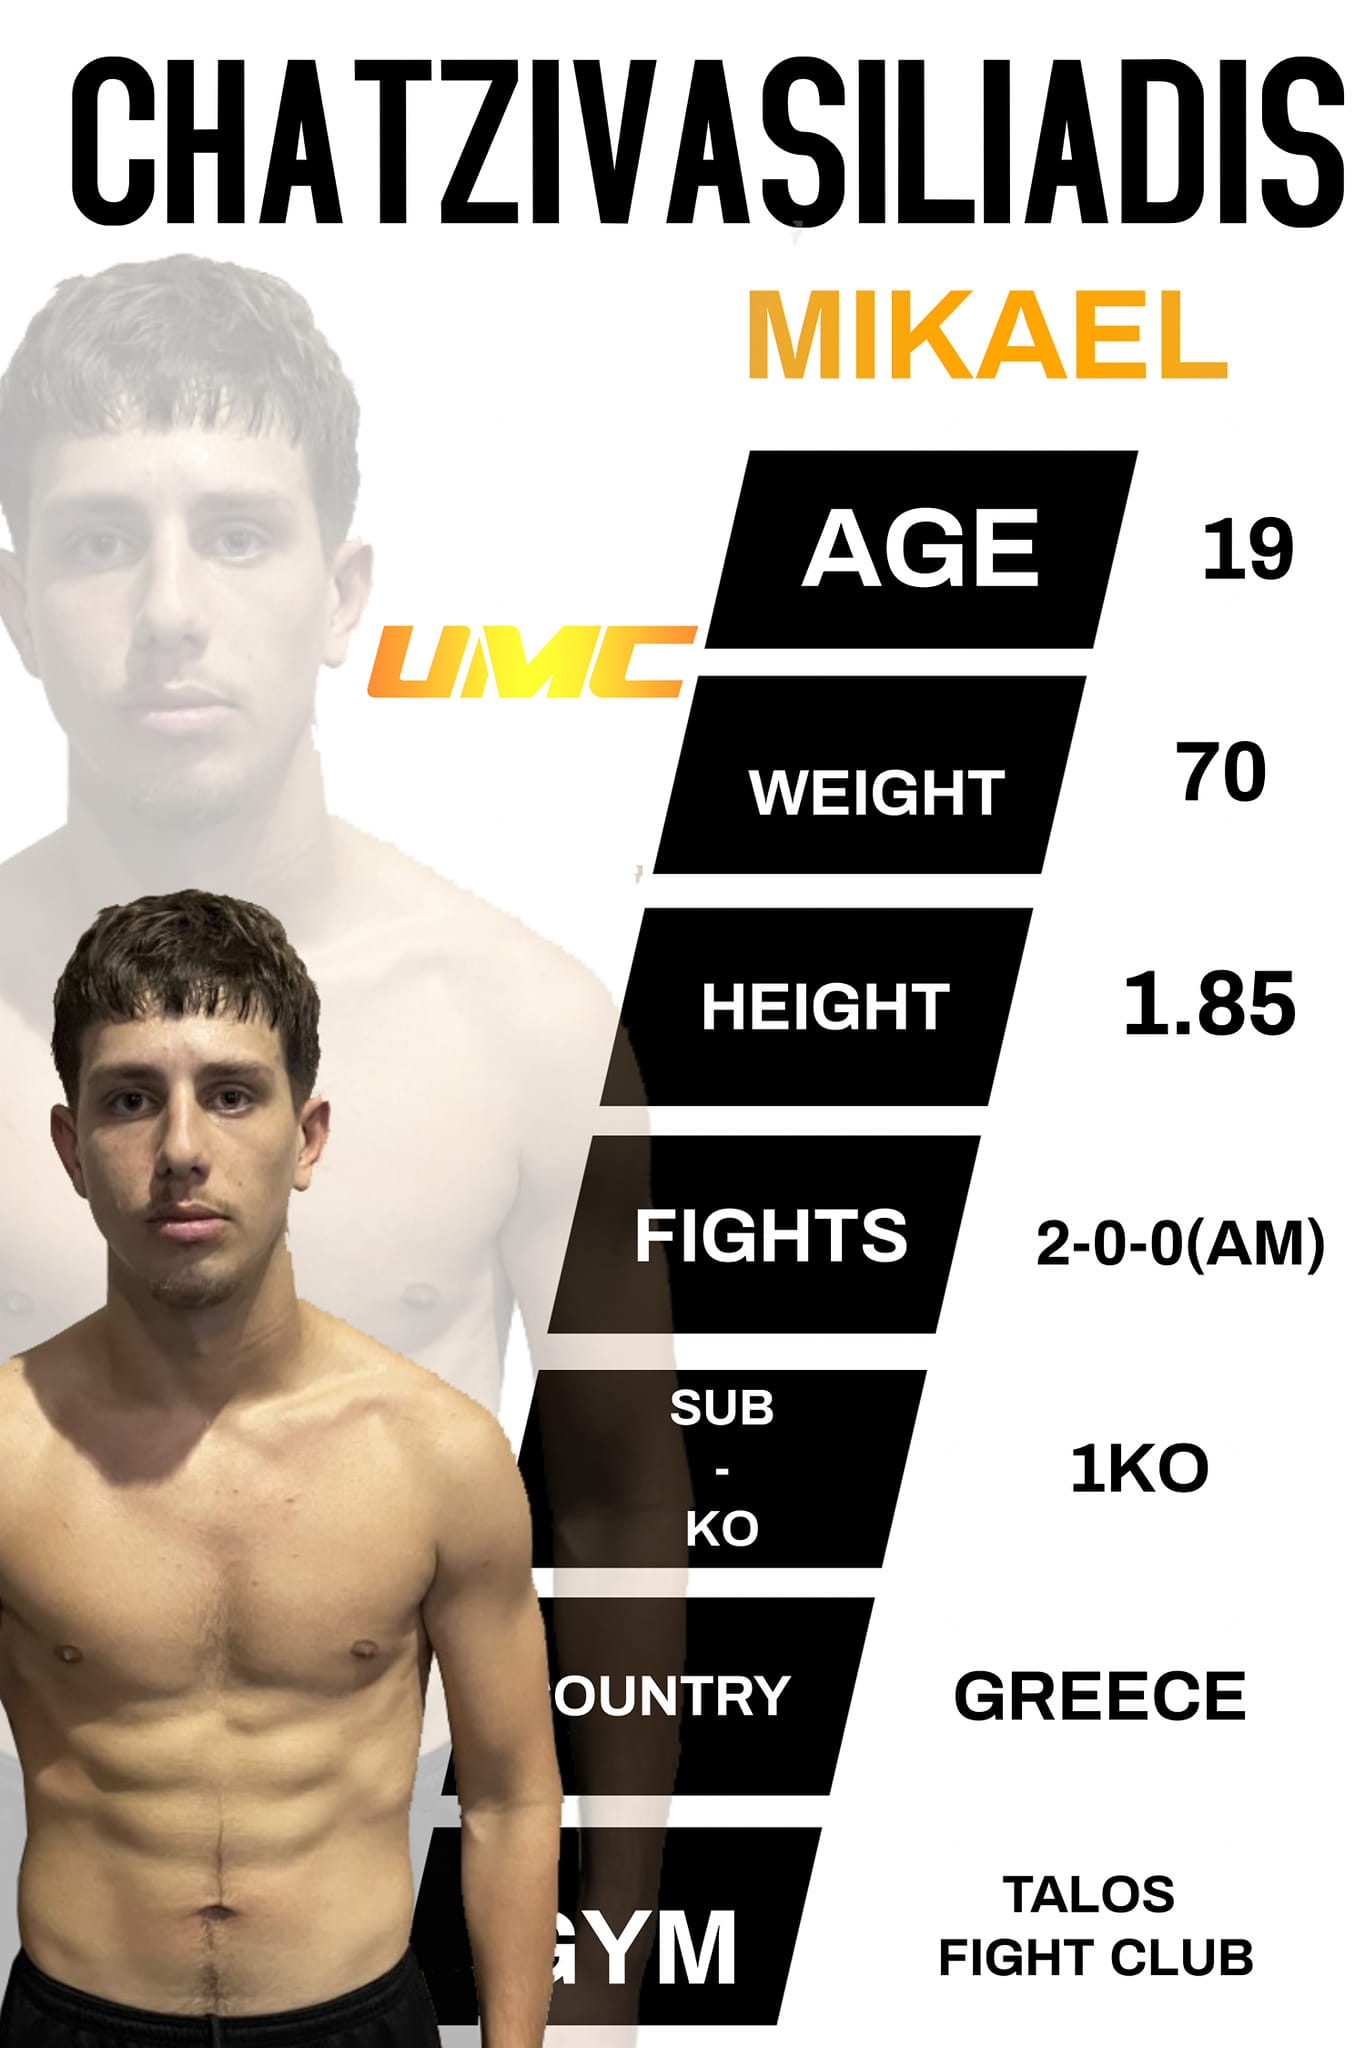 CHATZIVASILIADIS
MIKAEL
AGE 19
UMC
WEIGHT 70
HEIGHT 1.85
FIGHTS 2-0-0(AM)
SUB
-
KO
1KO
OUNTRY GREECE
GYM
TALOS
FIGHT CLUB